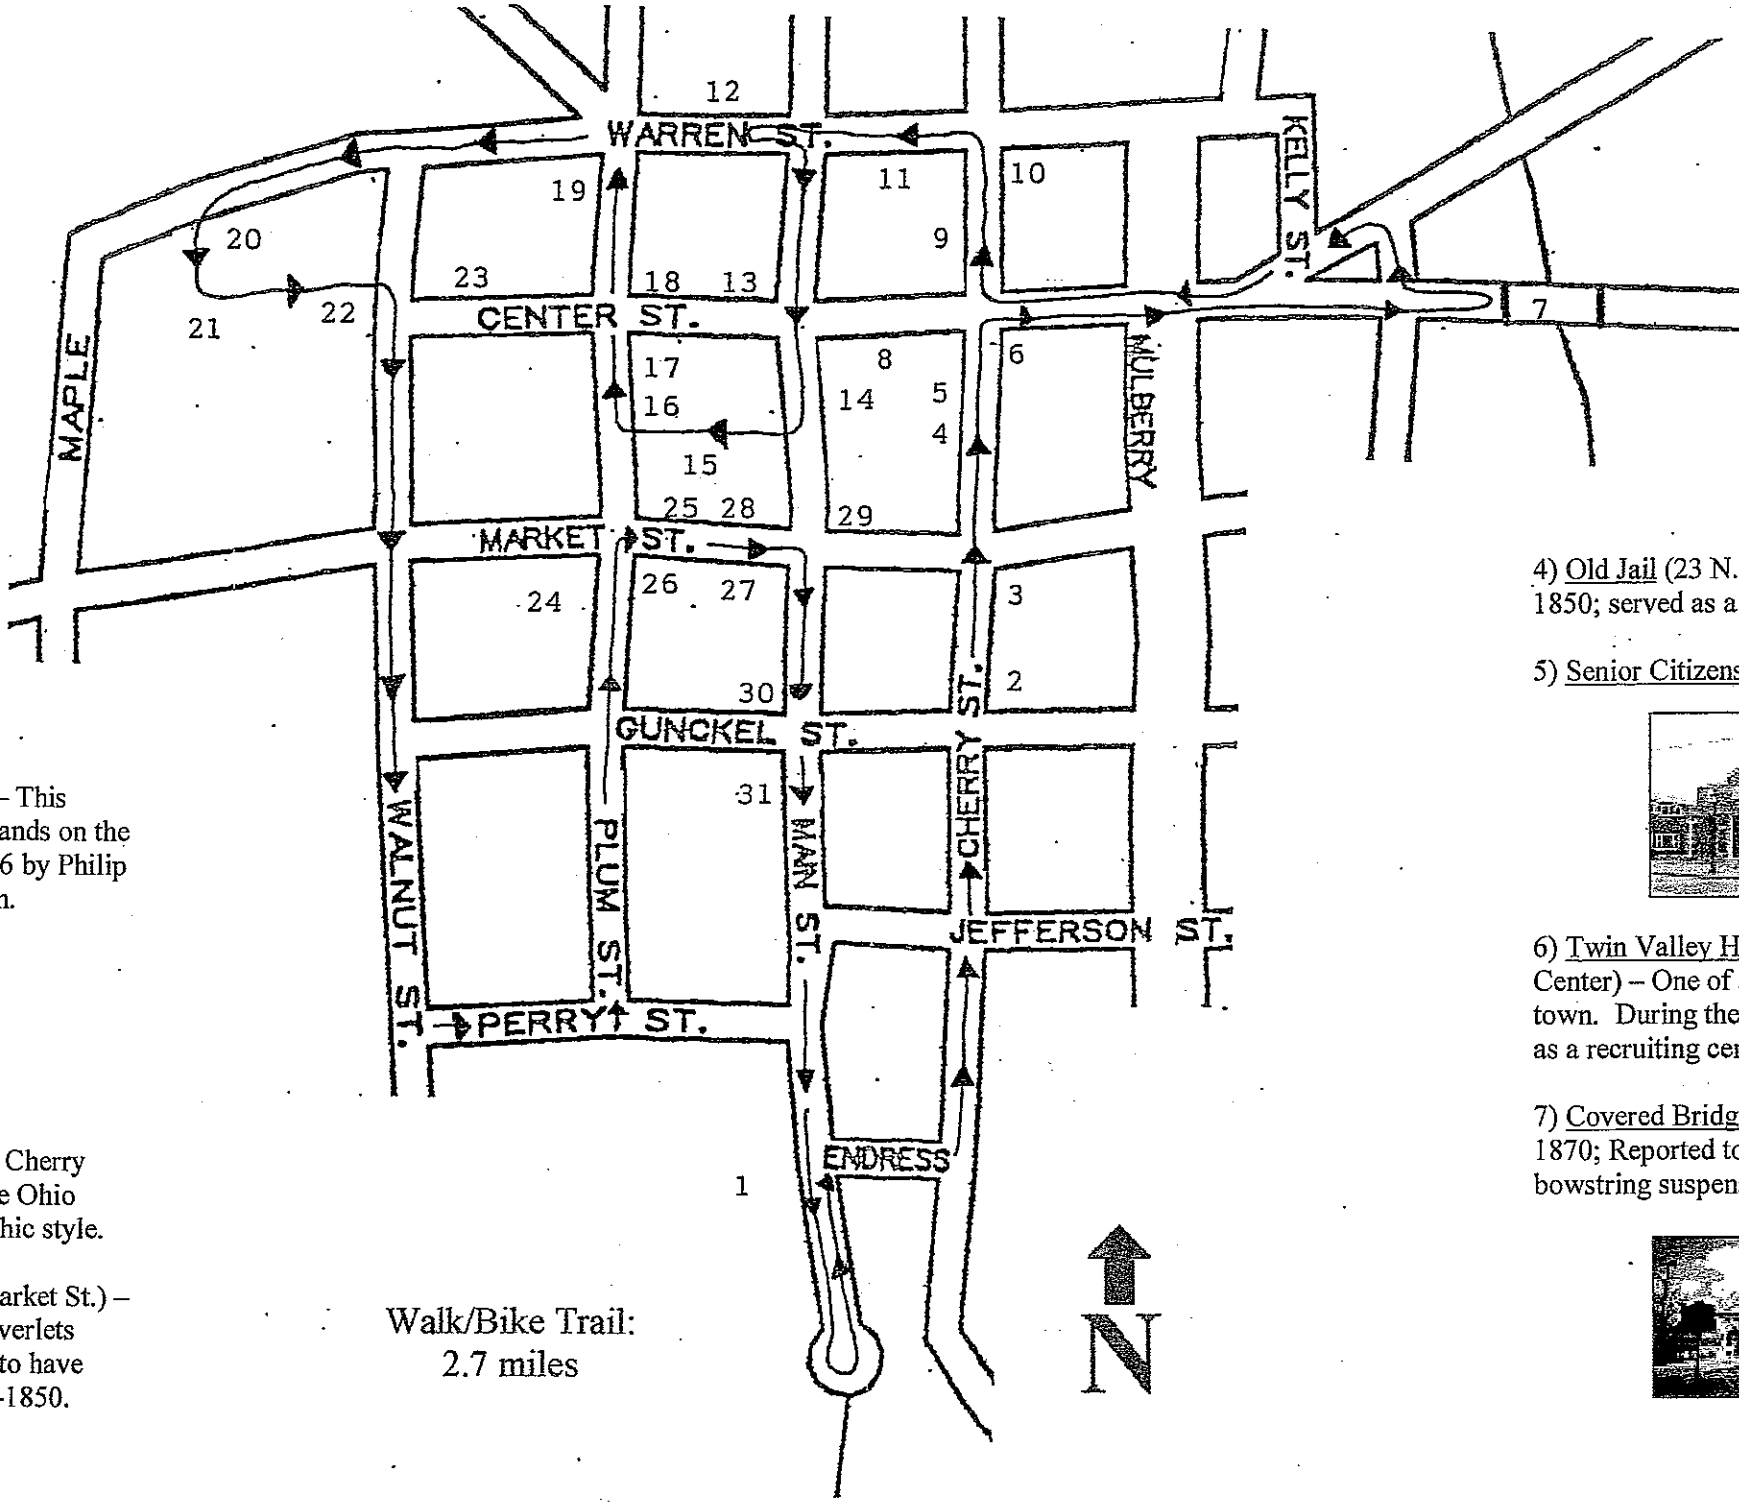 12
WARREN ST.
KELLY ST.
19
11
10
20
9
23
18
13
21
22
CENTER ST.
7
MAPLE
17
8
6
MULBERRY
16
14
5
4
15
25
28
29
MARKET ST.
24
26
27
3
30
2
GUNCKEL ST.
CHERRY ST.
31
WALNUT ST.
PLUM ST.
MAIN ST.
JEFFERSON ST.
PERRY ST.
ENDRESS
1
N
Walk/Bike Trail:
2.7 miles
– This
ands on the
6 by Philip
n.
Cherry
e Ohio
hic style.
arket St.) –
verlets
to have
-1850.
4) Old Jail (23 N.
1850; served as a
5) Senior Citizens
6) Twin Valley H
Center) – One of
town. During the
as a recruiting cer
7) Covered Bridg
1870; Reported to
bowstring suspen